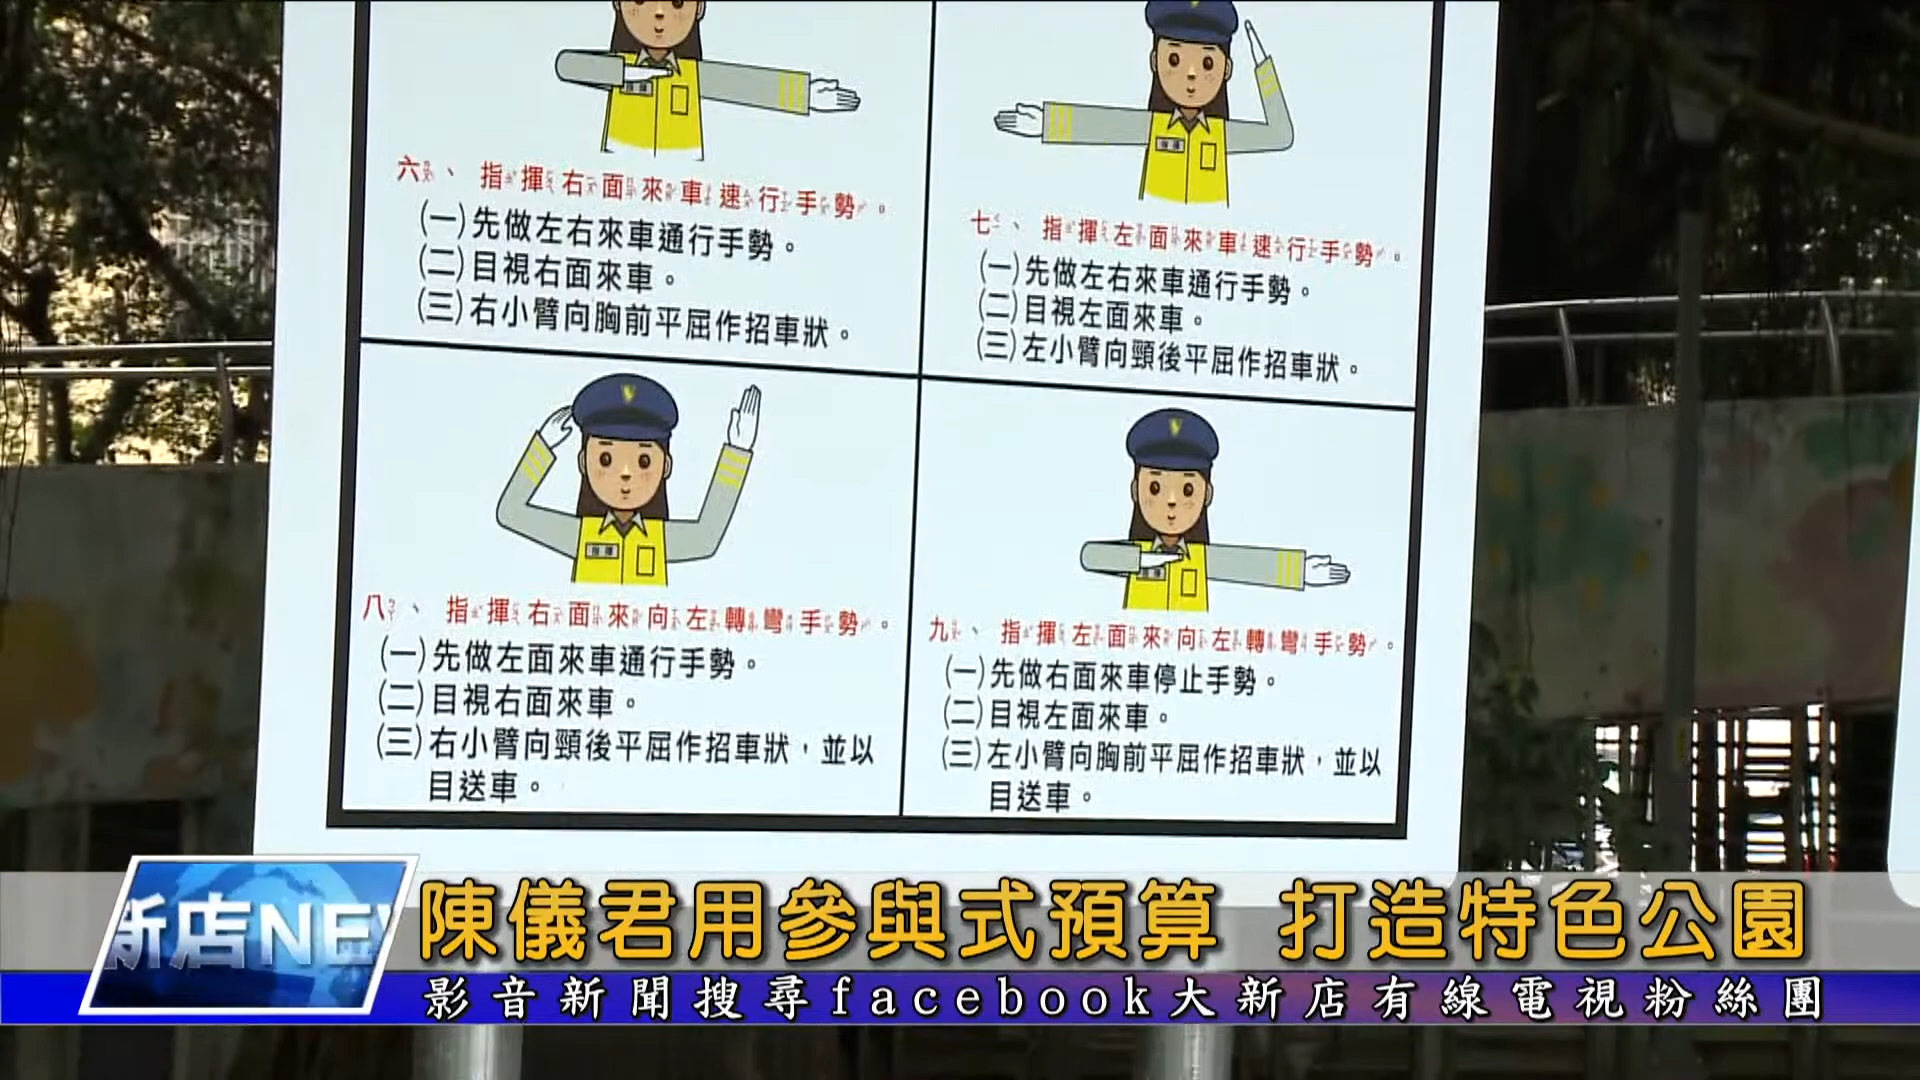 六、指揮右面來車速行手勢。
(一)先做左右來車通行手勢。
(二)目視右面來車。
(三)右小臂向胸前平屈作招車狀。
七、指揮左面來車速行手勢。
(一)先做左右來車通行手勢。
(二)目視左面來車。
(三)左小臂向頸後平屈作招車狀。
指揮
八、指揮右面來向左轉彎手勢。
(一)先做左面來車通行手勢。
(二)目視右面來車。
(三)右小臂向頸後平屈作招車狀，並以
目送車。
九、指揮左面來向左轉彎手勢。
(一)先做右面來車停止手勢。
(二)目視左面來車。
(三)左小臂向胸前平屈作招車狀，並以
目送車。
新店NEW
陳儀君用參與式預算 打造特色公園
影音新聞搜尋facebook大新店有線電視粉絲團